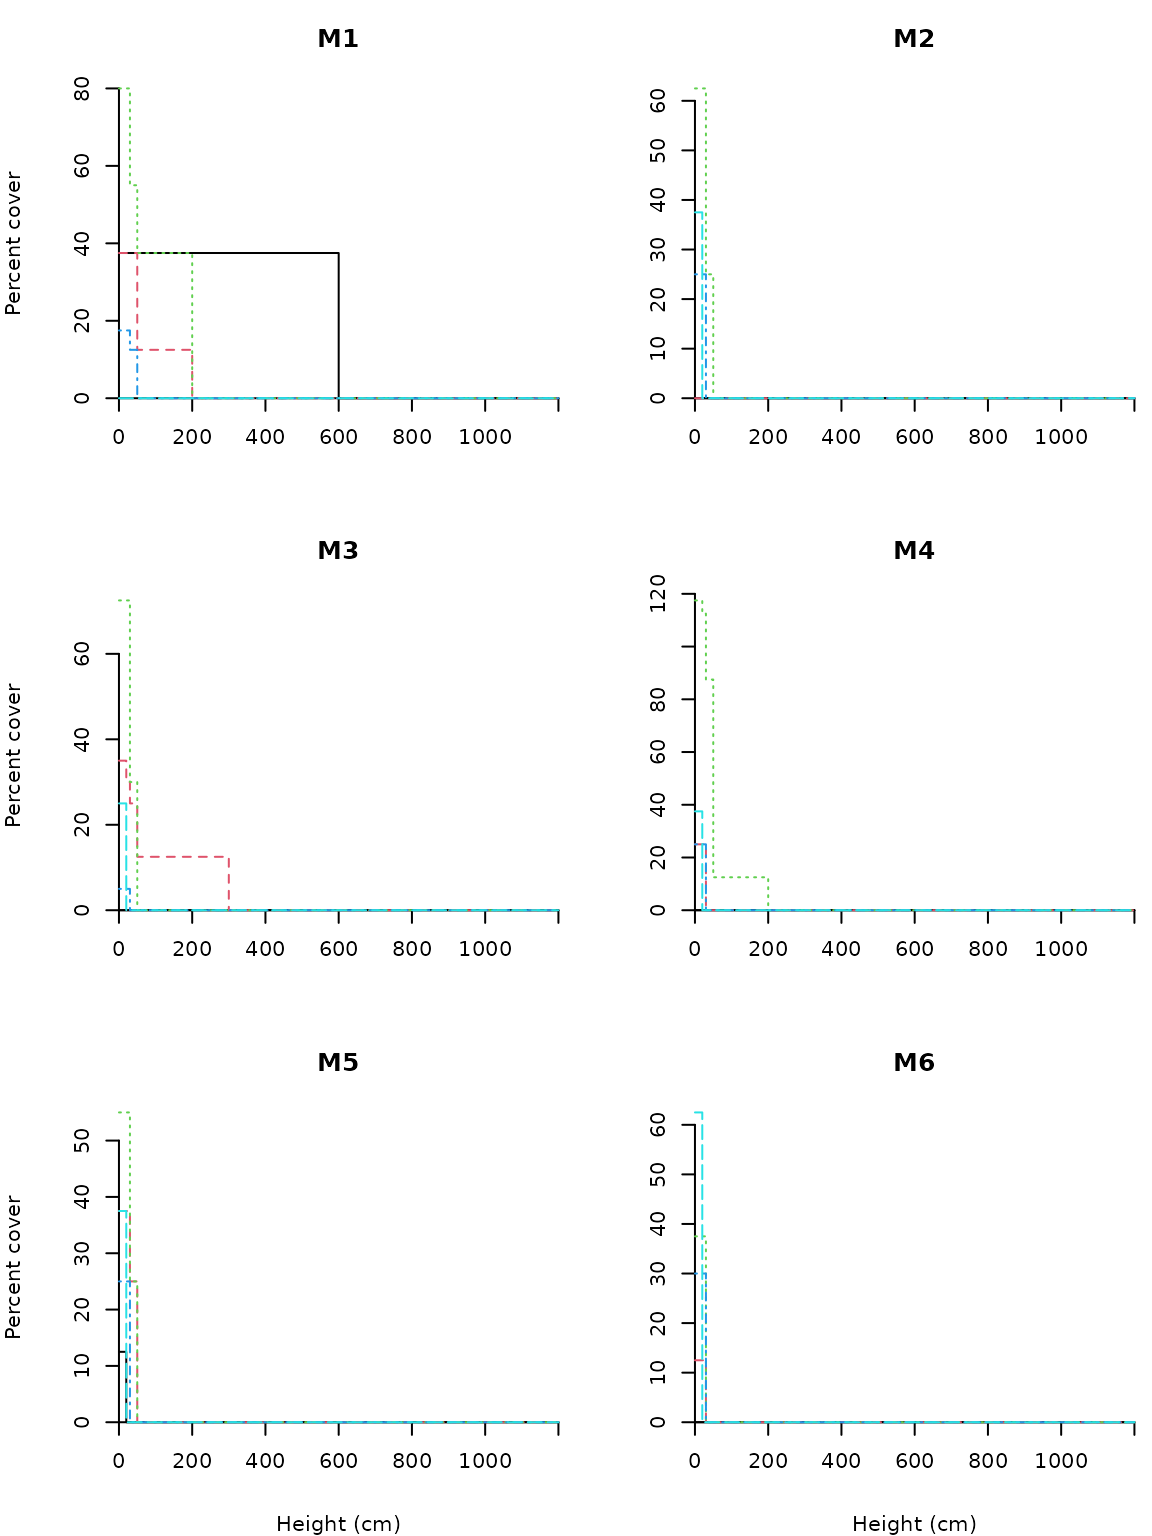 M1
M2
Percent cover
0 20 40 60 80
0 10 20 30 40 50 60
0 200 400 600 800 1000
0 200 400 600 800 1000
M3
M4
Percent cover
0 20 40 60
0 20 40 60 80 120
0 200 400 600 800 1000
0 200 400 600 800 1000
M5
M6
Percent cover
0 10 20 30 40 50
0 10 20 30 40 50 60
0 200 400 600 800 1000
0 200 400 600 800 1000
Height (cm)
Height (cm)